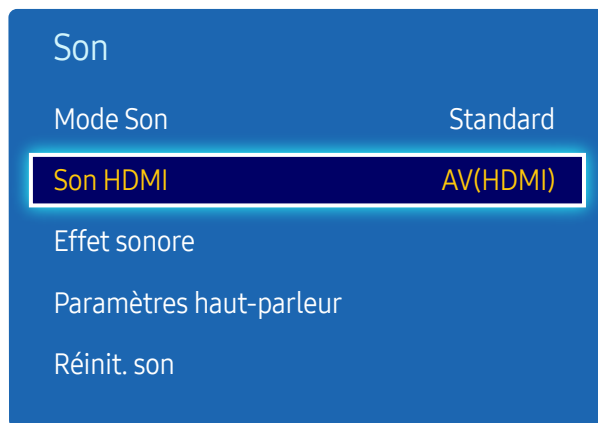 Son
Mode Son Standard
Son HDMI AV(HDMI)
Effet sonore
Paramètres haut-parleur
Réinit. son